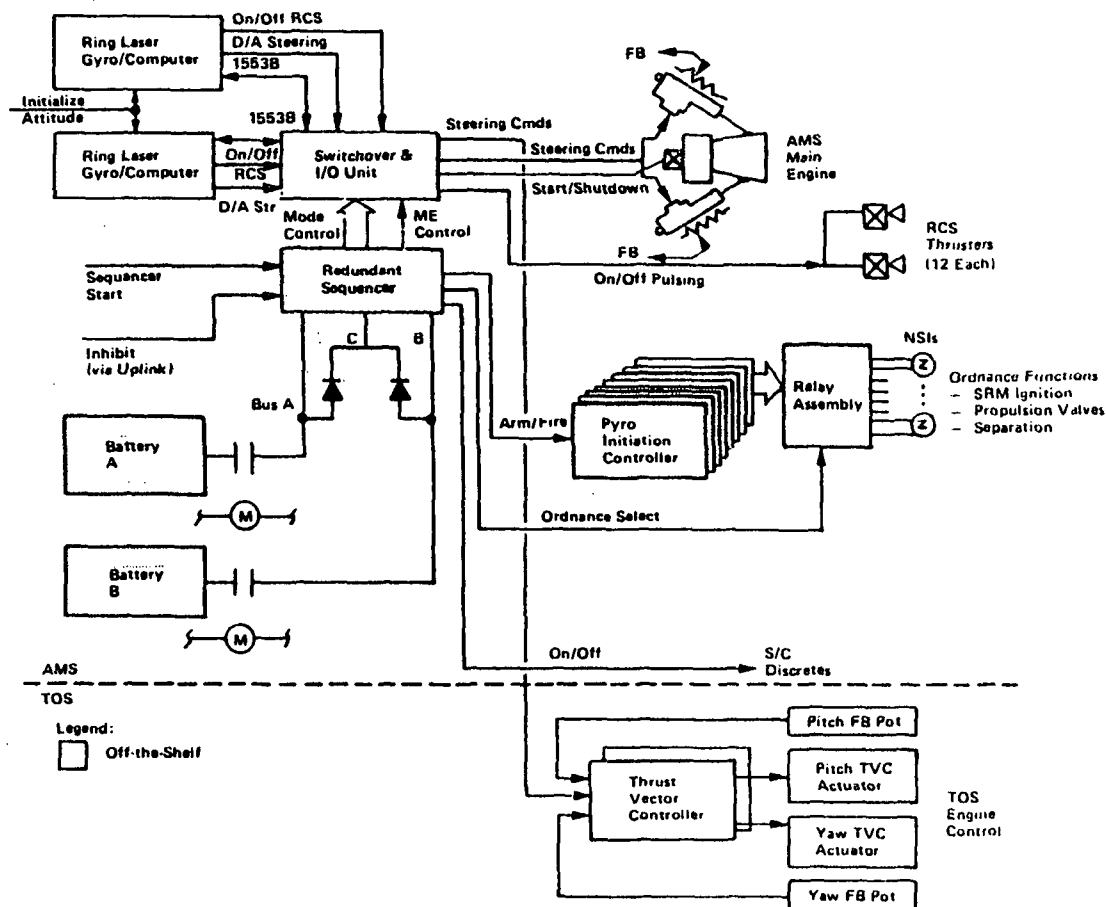 On/Off RCS
Ring Laser
Gyro/Computer
D/A Steering
1553B
FB
Initialize
Attitude
1553B
Ring Laser
Gyro/Computer
On/Off
RCS
D/A Str
Switchover &
I/O Unit
Steering Cmds
Steering Cmds
Start/Shutdown
AMS
Main
Engine
Mode
Control
ME
Control
FB
On/Off Pulsing
RCS
Thrusters
(12 Each)
Sequencer
Start
Redundant
Sequencer
Inhibit
(via Uplink)
C
B
Bus A
NSIs
Relay
Assembly
Ordnance Functions
– SRM Ignition
– Propulsion Valves
– Separation
Arm/Fire
Pyro
Initiation
Controller
Battery
A
M
Ordnance Select
Battery
B
M
On/Off
S/C
Discretes
AMS
TOS
Legend:
Off-the-Shelf
Pitch FB Pot
Thrust
Vector
Controller
Pitch TVC
Actuator
Yaw TVC
Actuator
TOS
Engine
Control
Yaw FB Pot